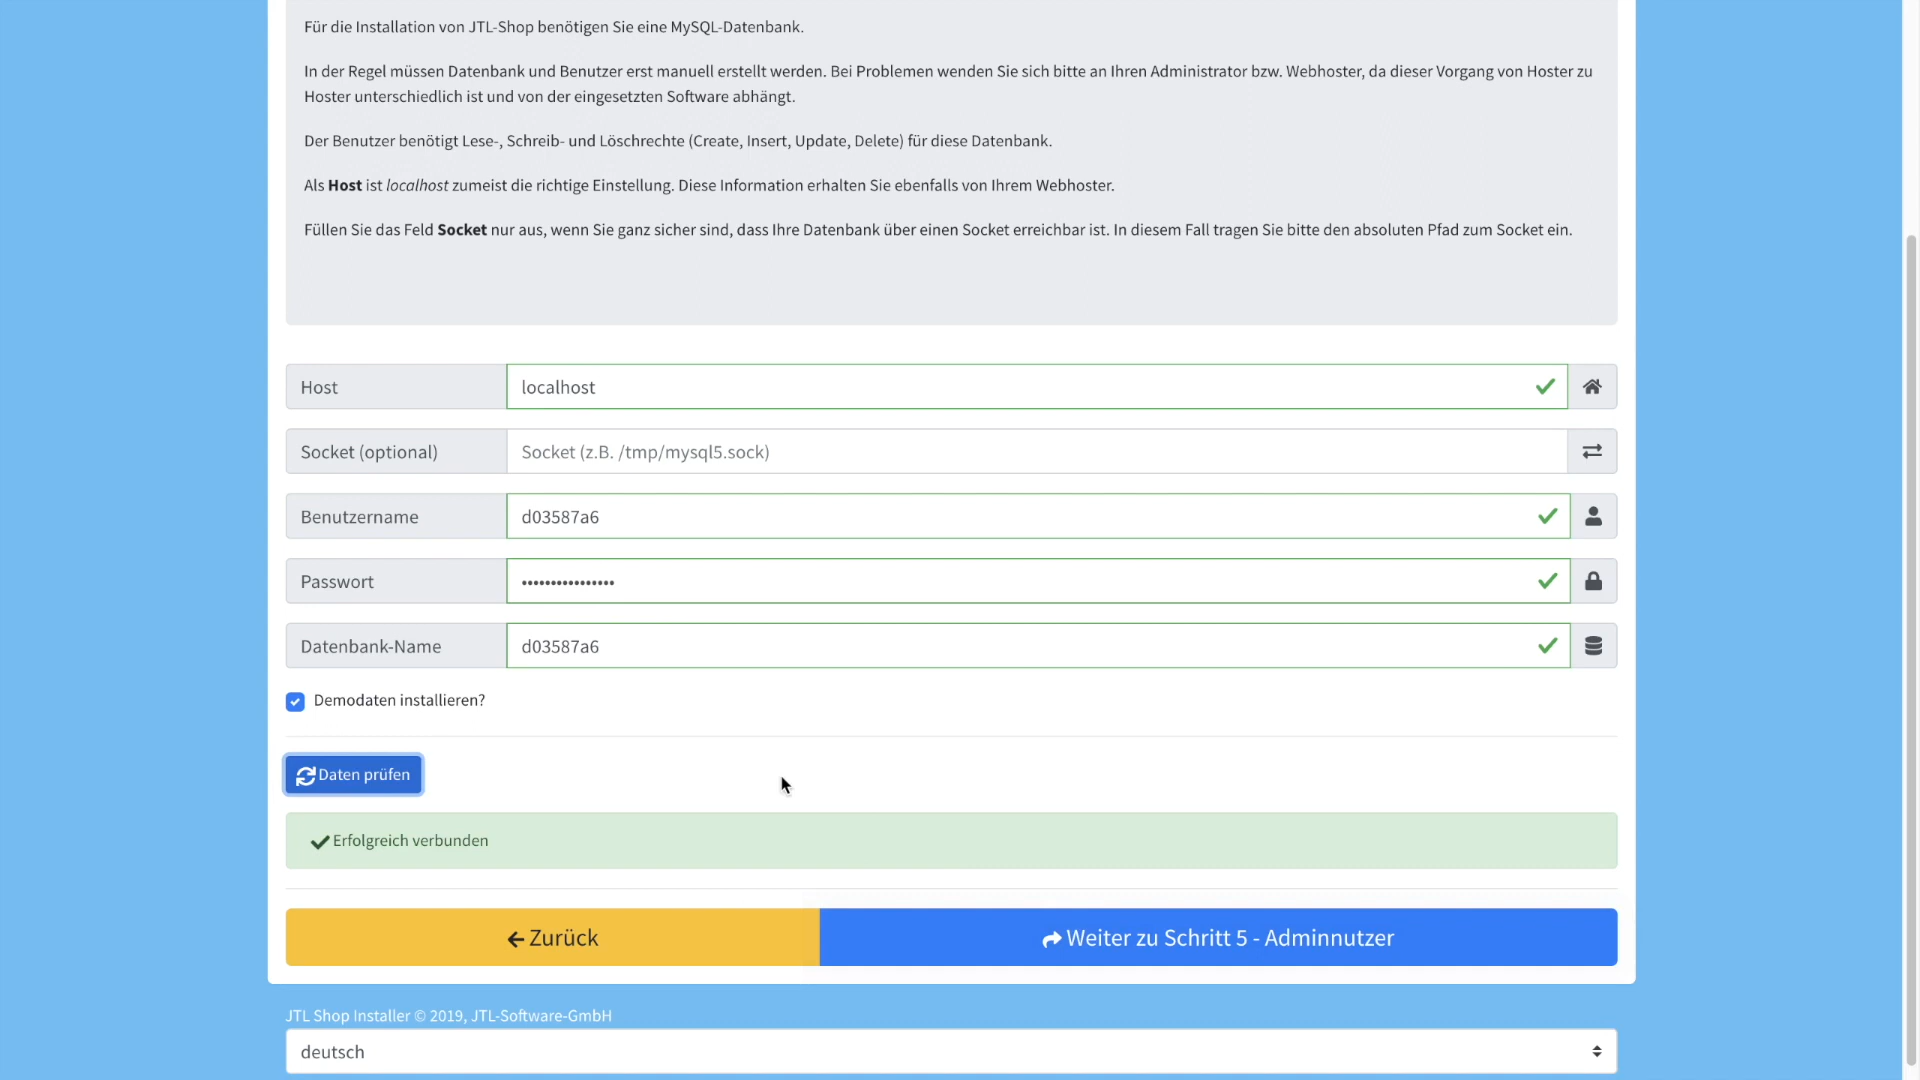 Für die Installation von JTL-Shop benötigen Sie eine MySQL-Datenbank.
In der Regel müssen Datenbank und Benutzer erst manuell erstellt werden. Bei Problemen wenden Sie sich bitte an Ihren Administrator bzw. Webhoster, da dieser Vorgang von Hoster zu
Hoster unterschiedlich ist und von der eingesetzten Software abhängt.
Der Benutzer benötigt Lese-, Schreib- und Löschrechte (Create, Insert, Update, Delete) für diese Datenbank.
Als Host ist localhost zumeist die richtige Einstellung. Diese Information erhalten Sie ebenfalls von Ihrem Webhoster.
Füllen Sie das Feld Socket nur aus, wenn Sie ganz sicher sind, dass Ihre Datenbank über einen Socket erreichbar ist. In diesem Fall tragen Sie bitte den absoluten Pfad zum Socket ein.
Host localhost
Socket (optional) Socket (z.B. /tmp/mysql5.sock)
Benutzername d03587a6
Passwort ••••••••••••••••
Datenbank-Name d03587a6
Demodaten installieren?
Daten prüfen
Erfolgreich verbunden
Zurück Weiter zu Schritt 5 - Adminnutzer
JTL Shop Installer © 2019, JTL-Software-GmbH
deutsch